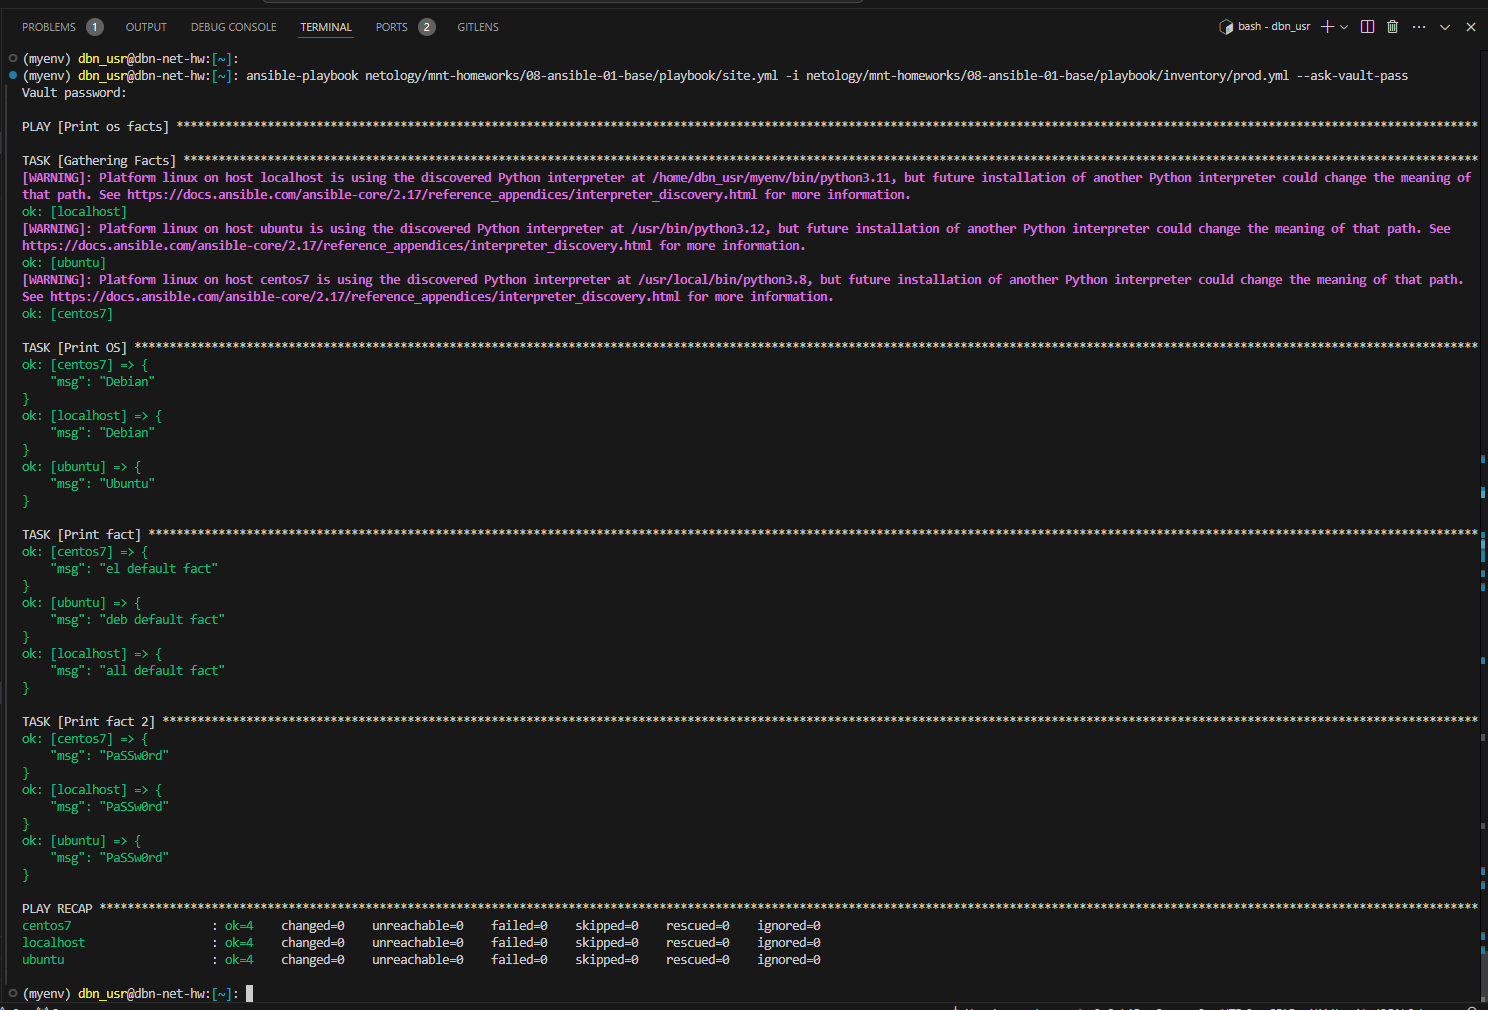 PROBLEMS 1 OUTPUT DEBUG CONSOLE TERMINAL PORTS 2 GITLENS bash - dbn_usr
(myenv) dbn_usr@dbn-net-hw:[~]:
(myenv) dbn_usr@dbn-net-hw:[~]: ansible-playbook netology/mnt-homeworks/08-ansible-01-base/playbook/site.yml -i netology/mnt-homeworks/08-ansible-01-base/playbook/inventory/prod.yml --ask-vault-pass
Vault password:
PLAY [Print os facts] ****************************************************************************************************************************************************************************************
TASK [Gathering Facts] ***************************************************************************************************************************************************************************************
[WARNING]: Platform linux on host localhost is using the discovered Python interpreter at /home/dbn_usr/myenv/bin/python3.11, but future installation of another Python interpreter could change the meaning of
that path. See https://docs.ansible.com/ansible-core/2.17/reference_appendices/interpreter_discovery.html for more information.
ok: [localhost]
[WARNING]: Platform linux on host ubuntu is using the discovered Python interpreter at /usr/bin/python3.12, but future installation of another Python interpreter could change the meaning of that path. See
https://docs.ansible.com/ansible-core/2.17/reference_appendices/interpreter_discovery.html for more information.
ok: [ubuntu]
[WARNING]: Platform linux on host centos7 is using the discovered Python interpreter at /usr/local/bin/python3.8, but future installation of another Python interpreter could change the meaning of that path.
See https://docs.ansible.com/ansible-core/2.17/reference_appendices/interpreter_discovery.html for more information.
ok: [centos7]
TASK [Print OS] **********************************************************************************************************************************************************************************************
ok: [centos7] => {
    "msg": "Debian"
}
ok: [localhost] => {
    "msg": "Debian"
}
ok: [ubuntu] => {
    "msg": "Ubuntu"
}
TASK [Print fact] ********************************************************************************************************************************************************************************************
ok: [centos7] => {
    "msg": "el default fact"
}
ok: [ubuntu] => {
    "msg": "deb default fact"
}
ok: [localhost] => {
    "msg": "all default fact"
}
TASK [Print fact 2] ******************************************************************************************************************************************************************************************
ok: [centos7] => {
    "msg": "PaSSw0rd"
}
ok: [localhost] => {
    "msg": "PaSSw0rd"
}
ok: [ubuntu] => {
    "msg": "PaSSw0rd"
}
PLAY RECAP ***************************************************************************************************************************************************************************************************
centos7                    : ok=4    changed=0    unreachable=0    failed=0    skipped=0    rescued=0    ignored=0
localhost                  : ok=4    changed=0    unreachable=0    failed=0    skipped=0    rescued=0    ignored=0
ubuntu                     : ok=4    changed=0    unreachable=0    failed=0    skipped=0    rescued=0    ignored=0
(myenv) dbn_usr@dbn-net-hw:[~]: